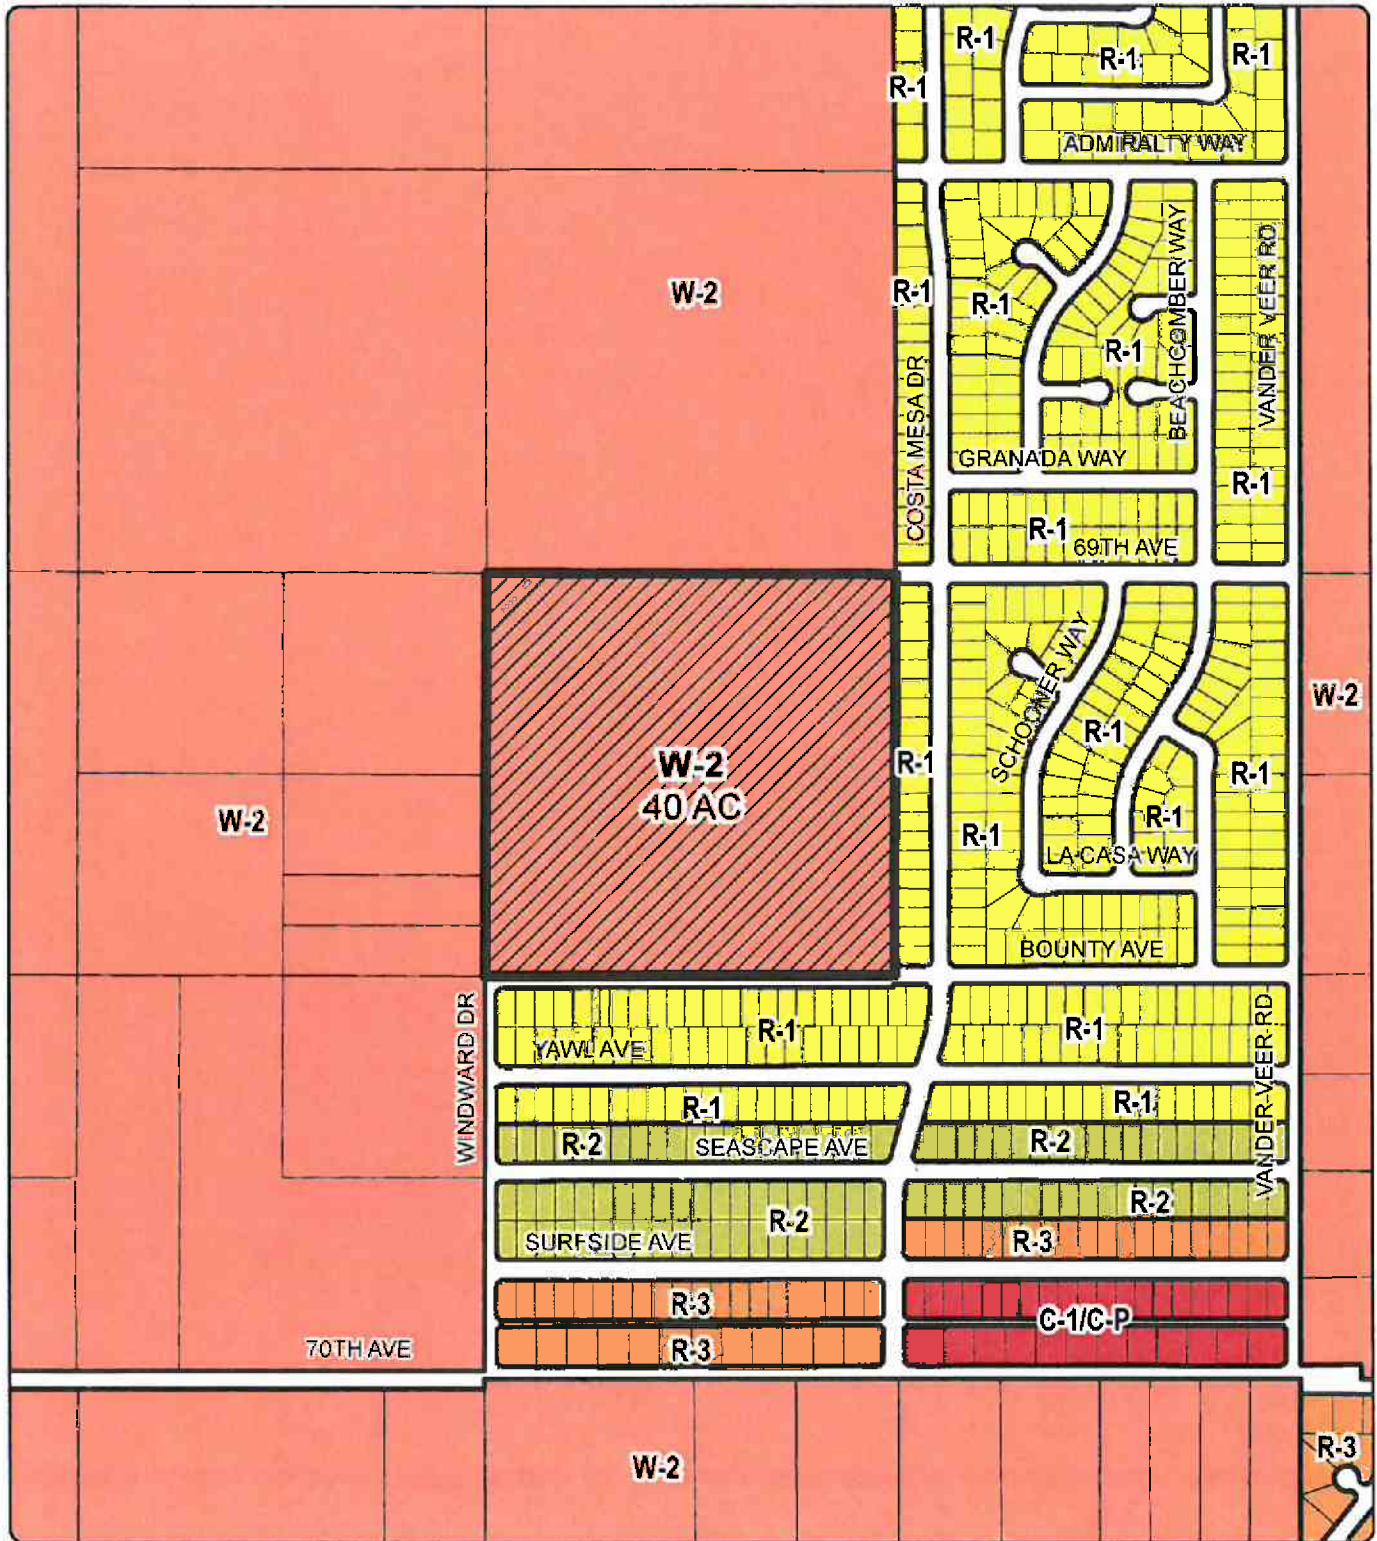 R-1
R-1
R-1
R-1
ADMIRALTY WAY
W-2
R-1
R-1
R-1
BEACHCOMBER WAY
VANDER VEER RD
COSTA MESA DR
GRANADA WAY
R-1
R-1
69TH AVE
SCHOONER WAY
W-2
R-1
W-2
40 AC
R-1
R-1
W-2
R-1
R-1
LA CASA WAY
BOUNTY AVE
WINDWARD DR
R-1
R-1
YAWL AVE
VANDER VEER RD
R-1
R-1
R-2
SEASCAPE AVE
R-2
R-2
R-2
SURFSIDE AVE
R-3
R-3
C-1/C-P
70TH AVE
R-3
W-2
R-3